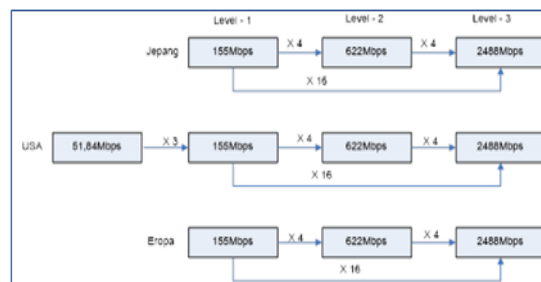 Level - 1 Level - 2 Level - 3
Jepang 155Mbps X 4 622Mbps X 4 2488Mbps
X 16
USA 51,84Mbps X 3 155Mbps X 4 622Mbps X 4 2488Mbps
X 16
Eropa 155Mbps X 4 622Mbps X 4 2488Mbps
X 16